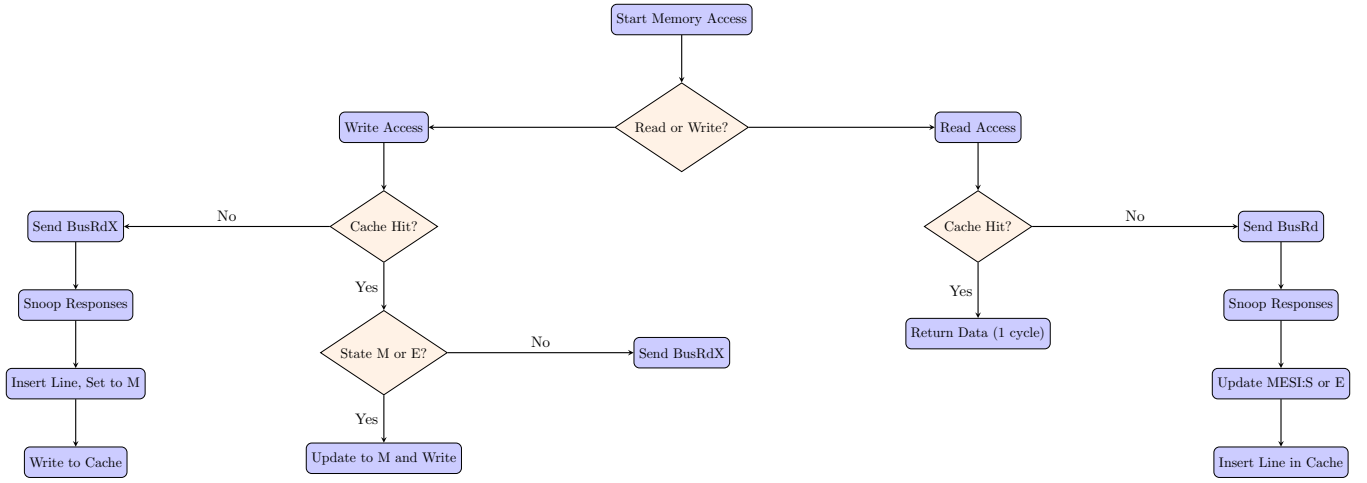 Start Memory Access
Write Access
Read or Write?
Read Access
Send BusRdX
No
Cache Hit?
Cache Hit?
No
Send BusRd
Yes
Yes
Snoop Responses
Snoop Responses
Return Data (1 cycle)
State M or E?
No
Send BusRdX
Insert Line, Set to M
Update MESI:S or E
Yes
Write to Cache
Update to M and Write
Insert Line in Cache